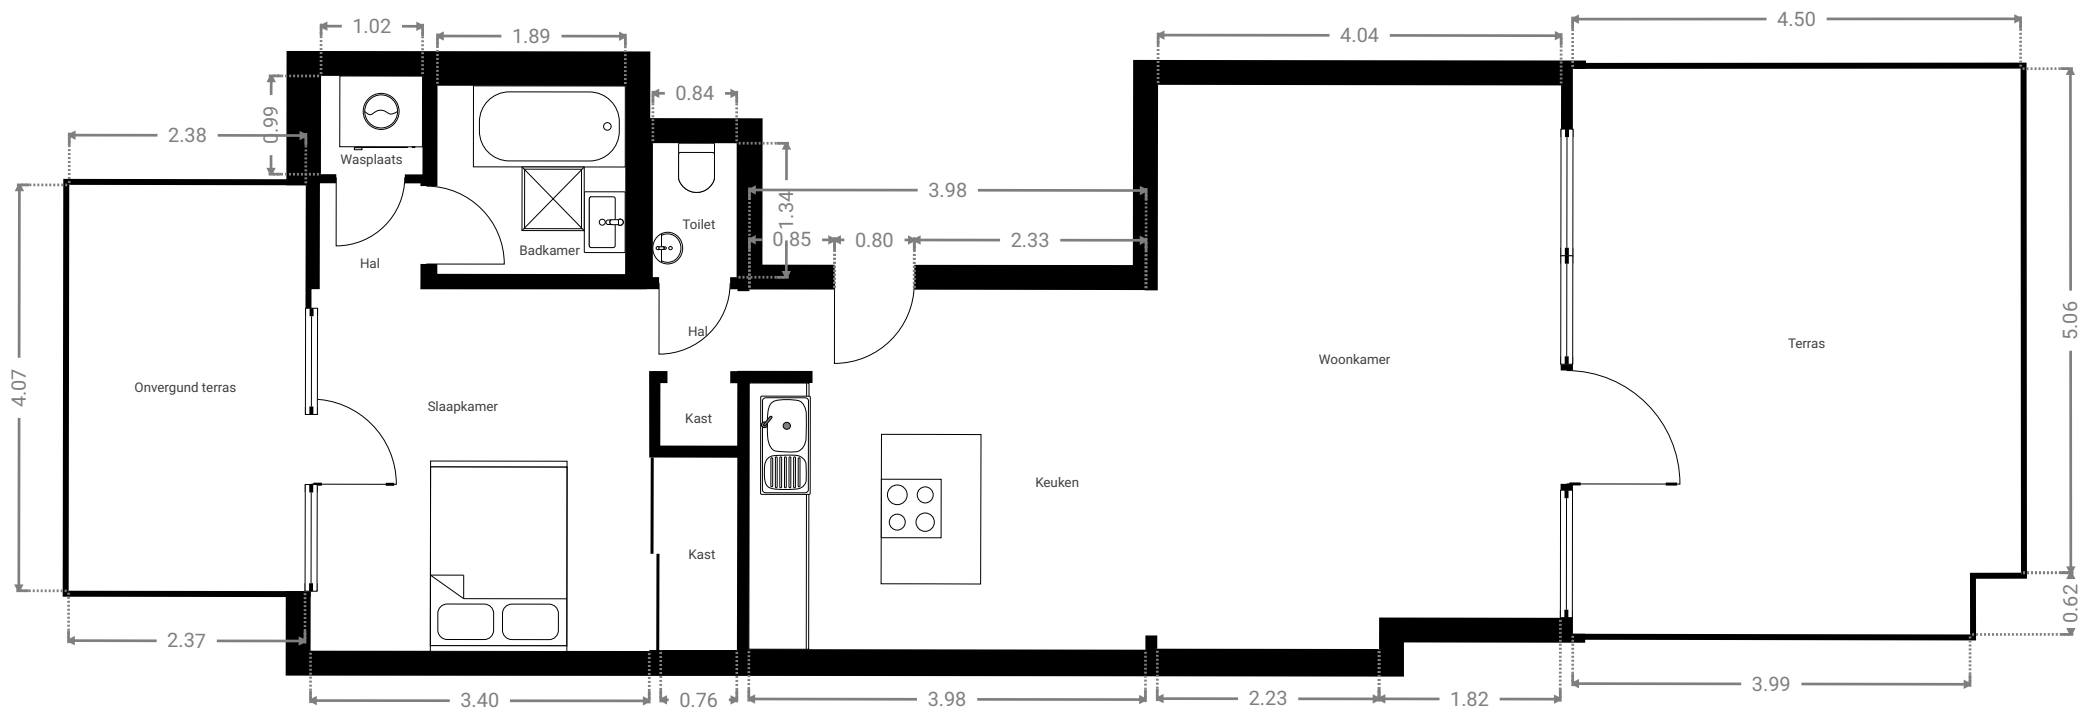 4.50
1.02
1.89
4.04
0.84
0.99
2.38
Wasplaats
3.98
1.34
Toilet
0.85
0.80
2.33
Badkamer
Hal
5.06
Hal
Terras
Woonkamer
4.07
Onvergund terras
Slaapkamer
Kast
Keuken
Kast
0.62
2.37
3.99
3.40
0.76
3.98
2.23
1.82